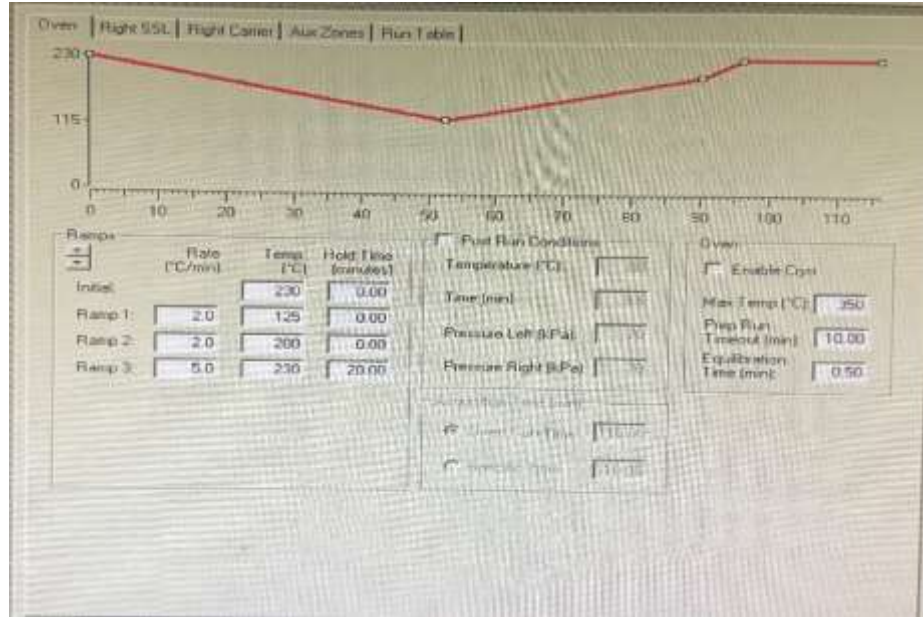 Oven Right SSL Right Carrier Aux Zones Run Table
230
115
0
0 10 20 30 40 50 60 70 80 90 100 110
Ramps
Rate (°C/min) Temp (°C) Hold Time (minutes)
Initial: 230 0.00
Ramp 1: 2.0 125 0.00
Ramp 2: 2.0 200 0.00
Ramp 3: 5.0 230 20.00
Post Run Conditions
Temperature (°C):
Time (min)
Pressure Left (kPa):
Pressure Right (kPa)
Oven
Enable Cryo
Max Temp (°C): 350
Prep Run
Timeout (min): 10.00
Equilibration
Time (min): 0.50